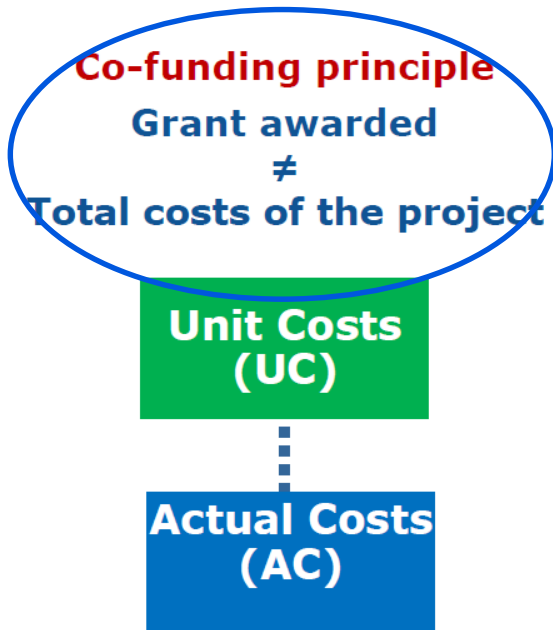 Co-funding principle
Grant awarded
≠
Total costs of the project
Unit Costs
(UC)
Actual Costs
(AC)